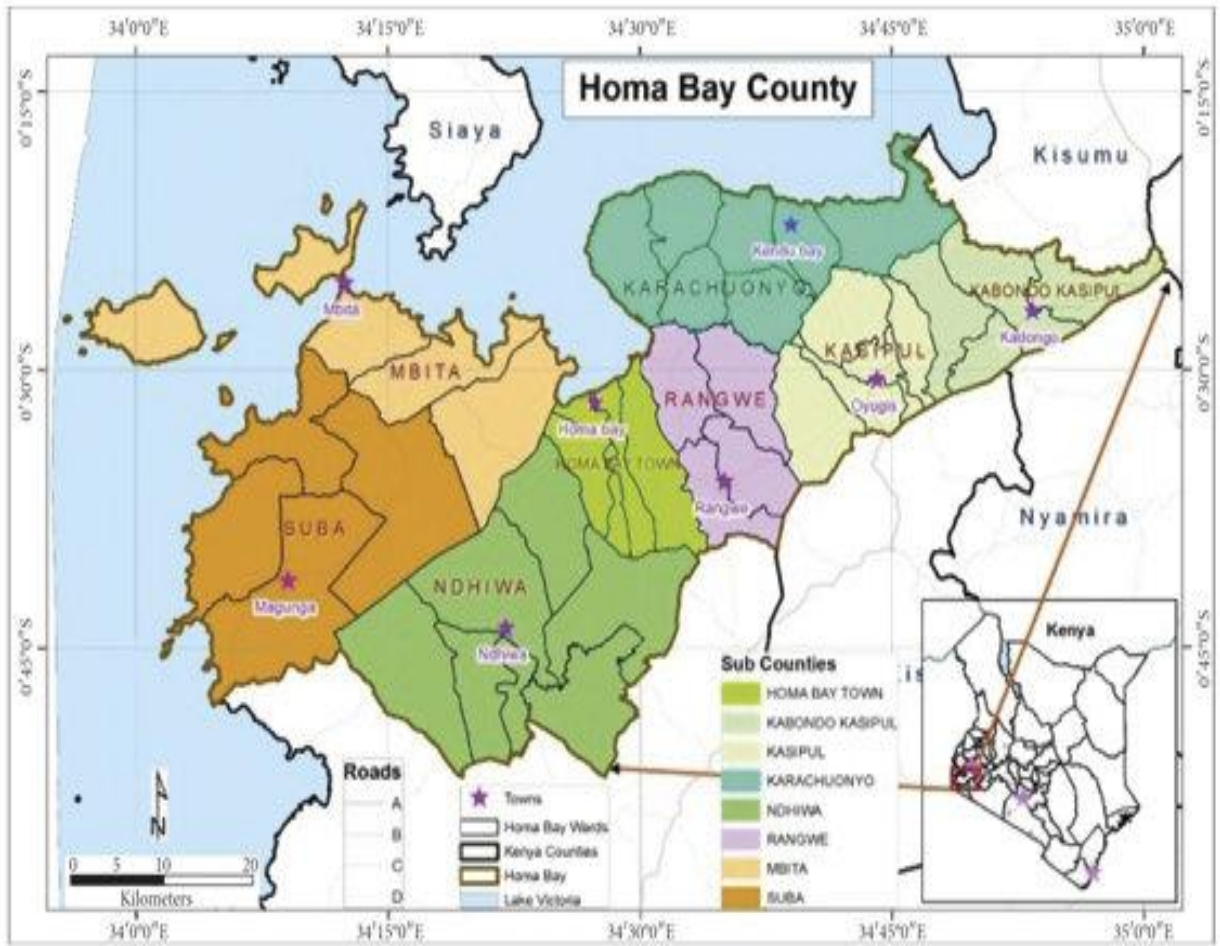 34°0'0"E 34°15'0"E 34°30'0"E 34°45'0"E 35°0'0"E
0°15'0"S 0°15'0"S
Homa Bay County
Siaya
Kisumu
Kendu bay
KARACHUONYO
KABONDO KASIPUL
Mbita
Kadongo
KASIPUL
MBITA
0°30'0"S 0°30'0"S
RANGWE
Oyugis
Homa bay
HOMA BAY TOWN
Rangwe
Nyamira
SUBA
NDHIWA
Magunga
Ndhiwa
0°45'0"S 0°45'0"S
Kenya
Sub Counties
HOMA BAY TOWN
KABONDO KASIPUL
KASIPUL
KARACHUONYO
NDHIWA
RANGWE
MBITA
SUBA
Roads
A
B
C
D
Towns
Homa Bay Wards
Kenya Counties
Homa Bay
Lake Victoria
N
0 5 10 20
Kilometers
34°0'0"E 34°15'0"E 34°30'0"E 34°45'0"E 35°0'0"E